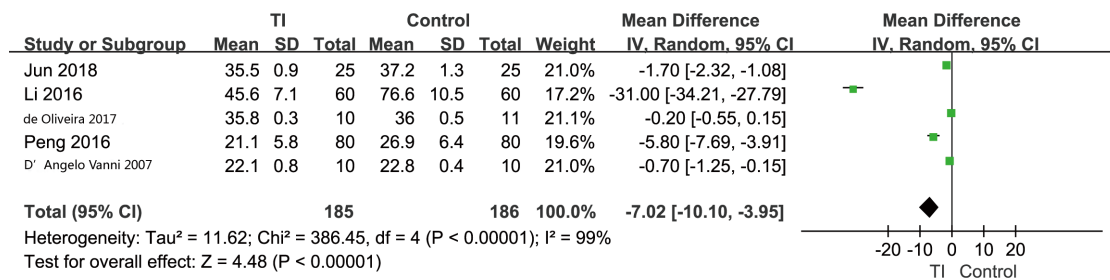 TI Control Mean Difference Mean Difference
Study or Subgroup Mean SD Total Mean SD Total Weight IV, Random, 95% CI IV, Random, 95% CI
Jun 2018 35.5 0.9 25 37.2 1.3 25 21.0% -1.70 [-2.32, -1.08]
Li 2016 45.6 7.1 60 76.6 10.5 60 17.2% -31.00 [-34.21, -27.79]
de Oliveira 2017 35.8 0.3 10 36 0.5 11 21.1% -0.20 [-0.55, 0.15]
Peng 2016 21.1 5.8 80 26.9 6.4 80 19.6% -5.80 [-7.69, -3.91]
D’ Angelo Vanni 2007 22.1 0.8 10 22.8 0.4 10 21.0% -0.70 [-1.25, -0.15]
Total (95% CI) 185 186 100.0% -7.02 [-10.10, -3.95]
Heterogeneity: Tau² = 11.62; Chi² = 386.45, df = 4 (P < 0.00001); I² = 99%
Test for overall effect: Z = 4.48 (P < 0.00001)
-20 -10 0 10 20
TI Control